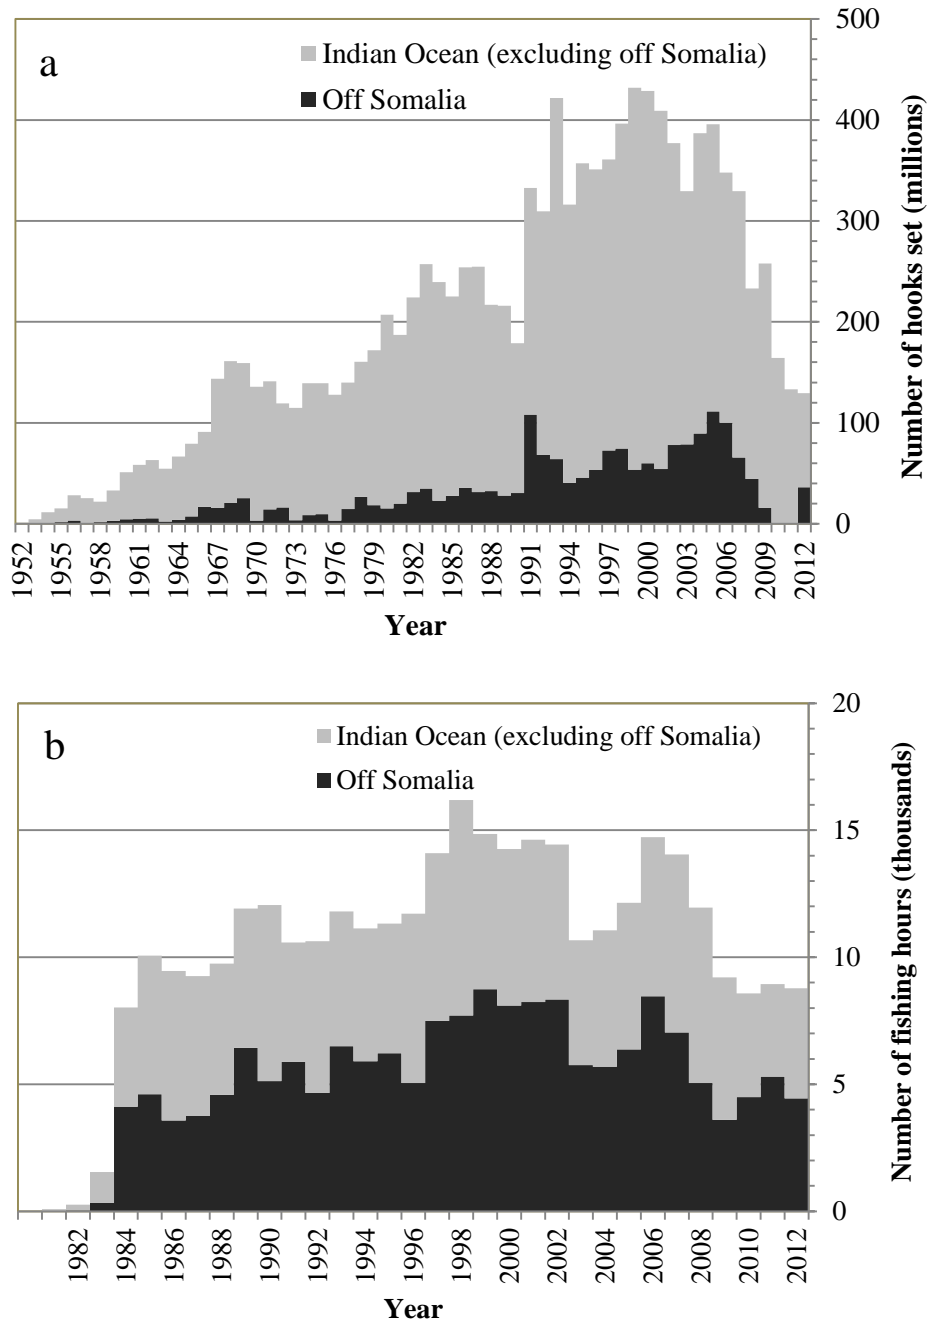 a
Indian Ocean (excluding off Somalia)
Off Somalia
500
400
300
200
100
0
Number of hooks set (millions)
1952 1955 1958 1961 1964 1967 1970 1973 1976 1979 1982 1985 1988 1991 1994 1997 2000 2003 2006 2009 2012
Year
b
Indian Ocean (excluding off Somalia)
Off Somalia
20
15
10
5
0
Number of fishing hours (thousands)
1982 1984 1986 1988 1990 1992 1994 1996 1998 2000 2002 2004 2006 2008 2010 2012
Year